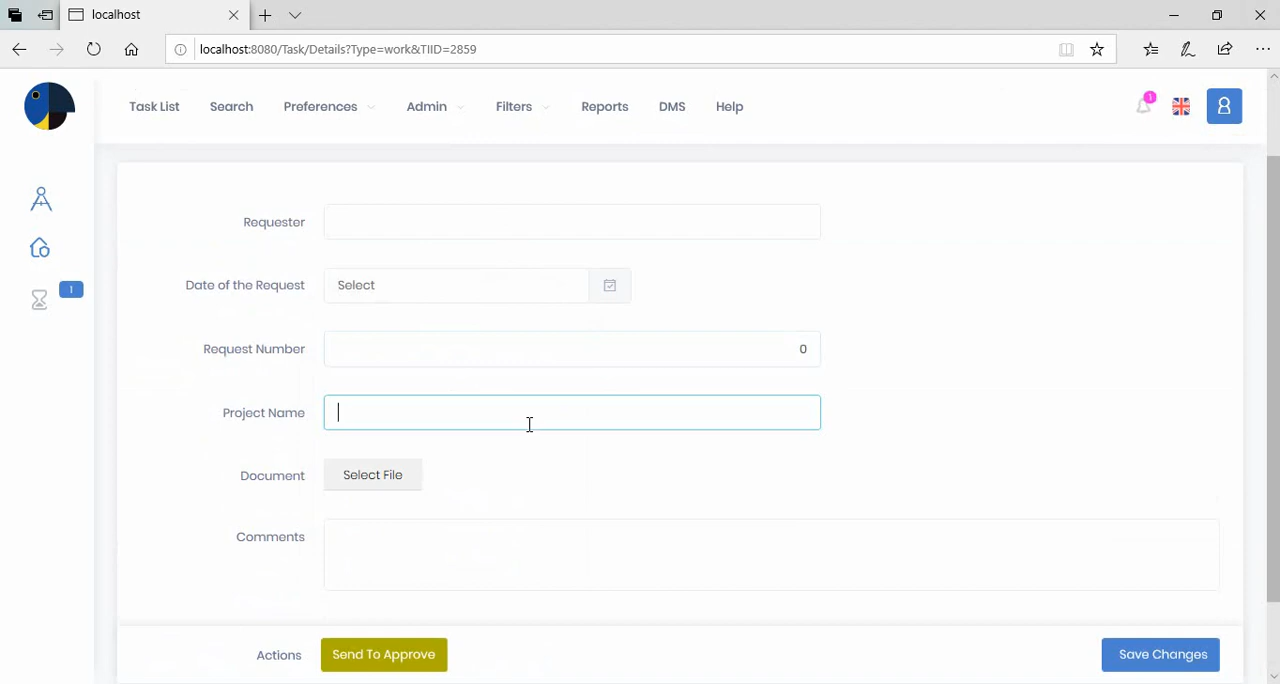 localhost
localhost:8080/Task/Details?Type=work&TIID=2859
Task List Search Preferences Admin Filters Reports DMS Help
1
1
Requester
Date of the Request Select
Request Number 0
Project Name
Document Select File
Comments
Actions Send To Approve Save Changes